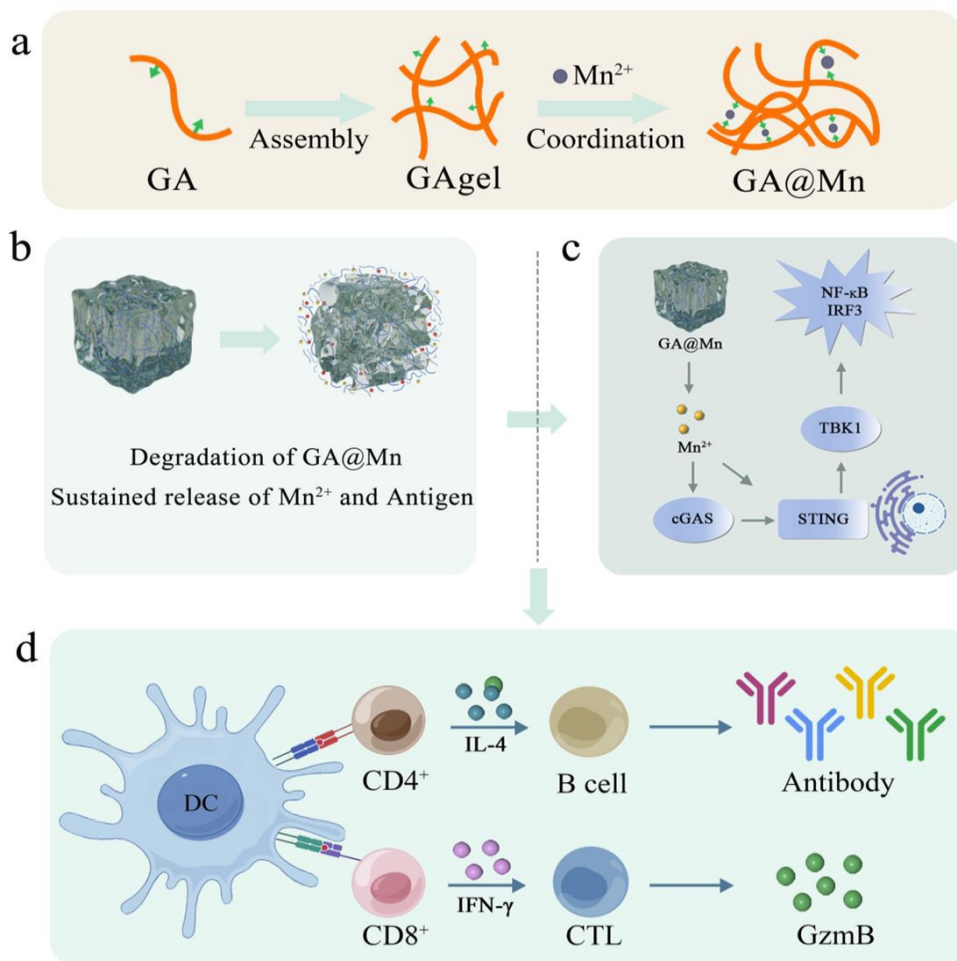 a
GA
Assembly
GAgel
Mn²⁺
Coordination
GA@Mn
b
Degradation of GA@Mn
Sustained release of Mn²⁺ and Antigen
c
GA@Mn
Mn²⁺
cGAS
STING
TBK1
NF-κB
IRF3
d
DC
CD4⁺
IL-4
B cell
Antibody
CD8⁺
IFN-γ
CTL
GzmB